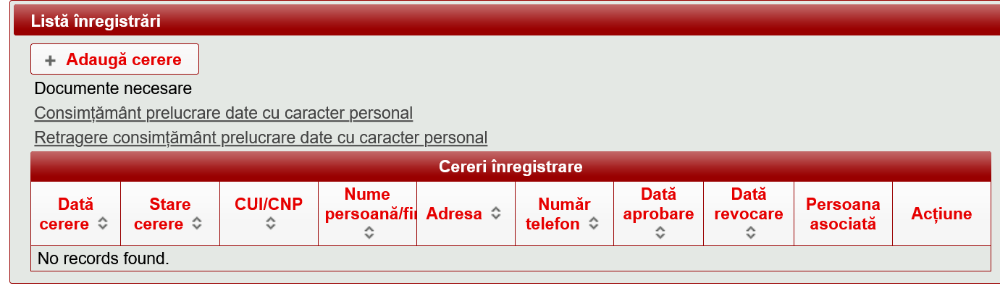 Listă înregistrări
+ Adaugă cerere
Documente necesare
Consimțământ prelucrare date cu caracter personal
Retragere consimțământ prelucrare date cu caracter personal
Cereri înregistrare
Dată cerere
Stare cerere
CUI/CNP
Nume persoană/fi
Adresa
Număr telefon
Dată aprobare
Dată revocare
Persoana asociată
Acțiune
No records found.